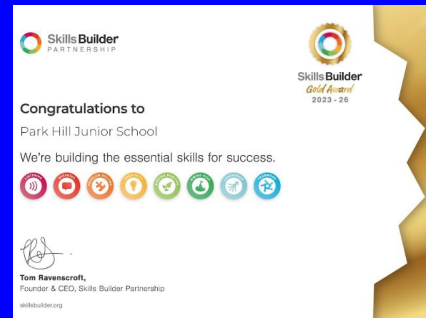 Skills Builder
PARTNERSHIP
Skills Builder
Gold Award
2023 - 26
Congratulations to
Park Hill Junior School
We're building the essential skills for success.
Tom Ravenscroft,
Founder & CEO, Skills Builder Partnership
skillsbuilder.org